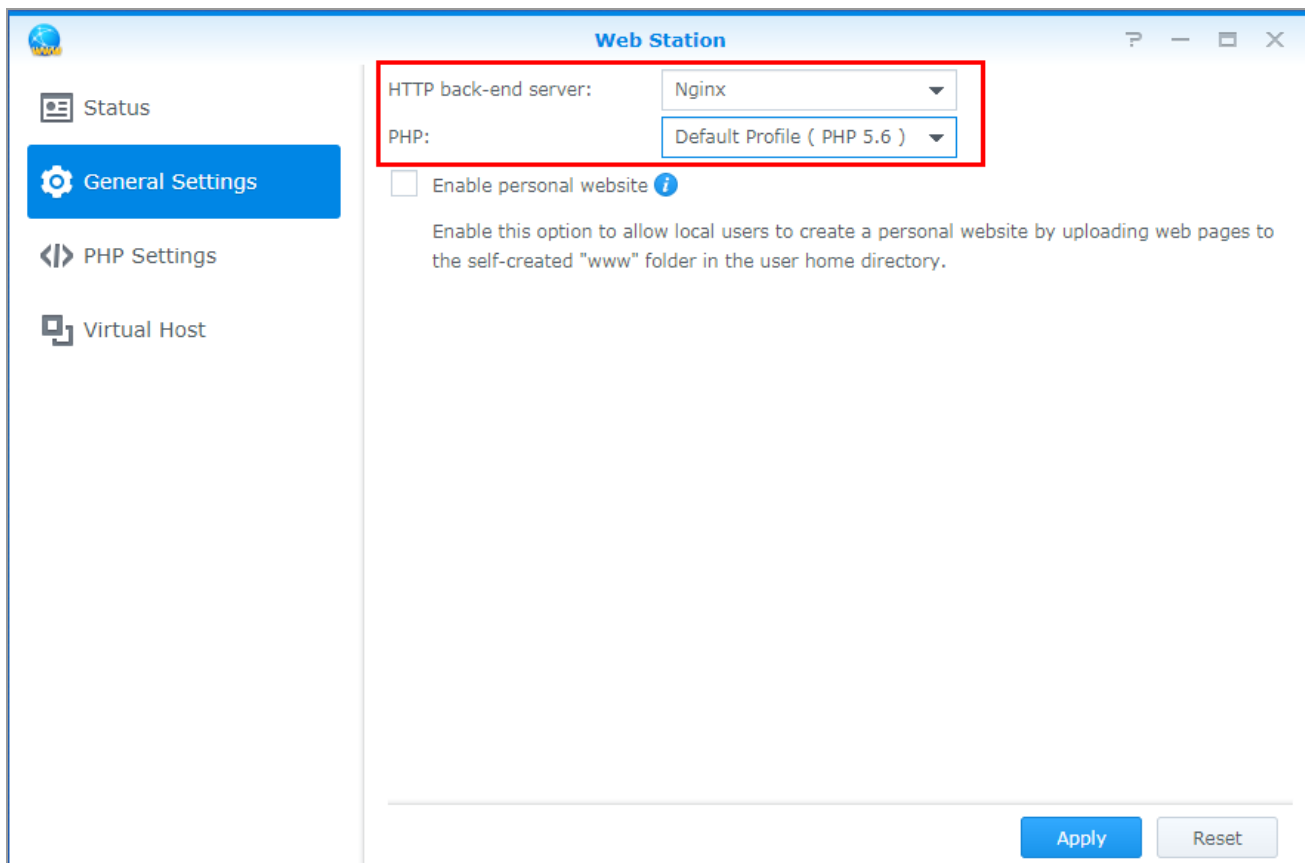 Web Station
Status
General Settings
PHP Settings
Virtual Host
HTTP back-end server: Nginx
PHP: Default Profile ( PHP 5.6 )
Enable personal website
Enable this option to allow local users to create a personal website by uploading web pages to
the self-created "www" folder in the user home directory.
Apply Reset